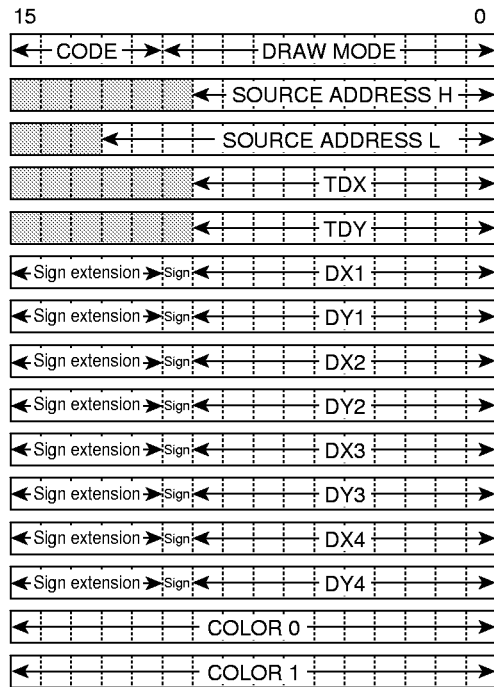 15 0
CODE DRAW MODE
SOURCE ADDRESS H
SOURCE ADDRESS L
TDX
TDY
Sign extension Sign DX1
Sign extension Sign DY1
Sign extension Sign DX2
Sign extension Sign DY2
Sign extension Sign DX3
Sign extension Sign DY3
Sign extension Sign DX4
Sign extension Sign DY4
COLOR 0
COLOR 1